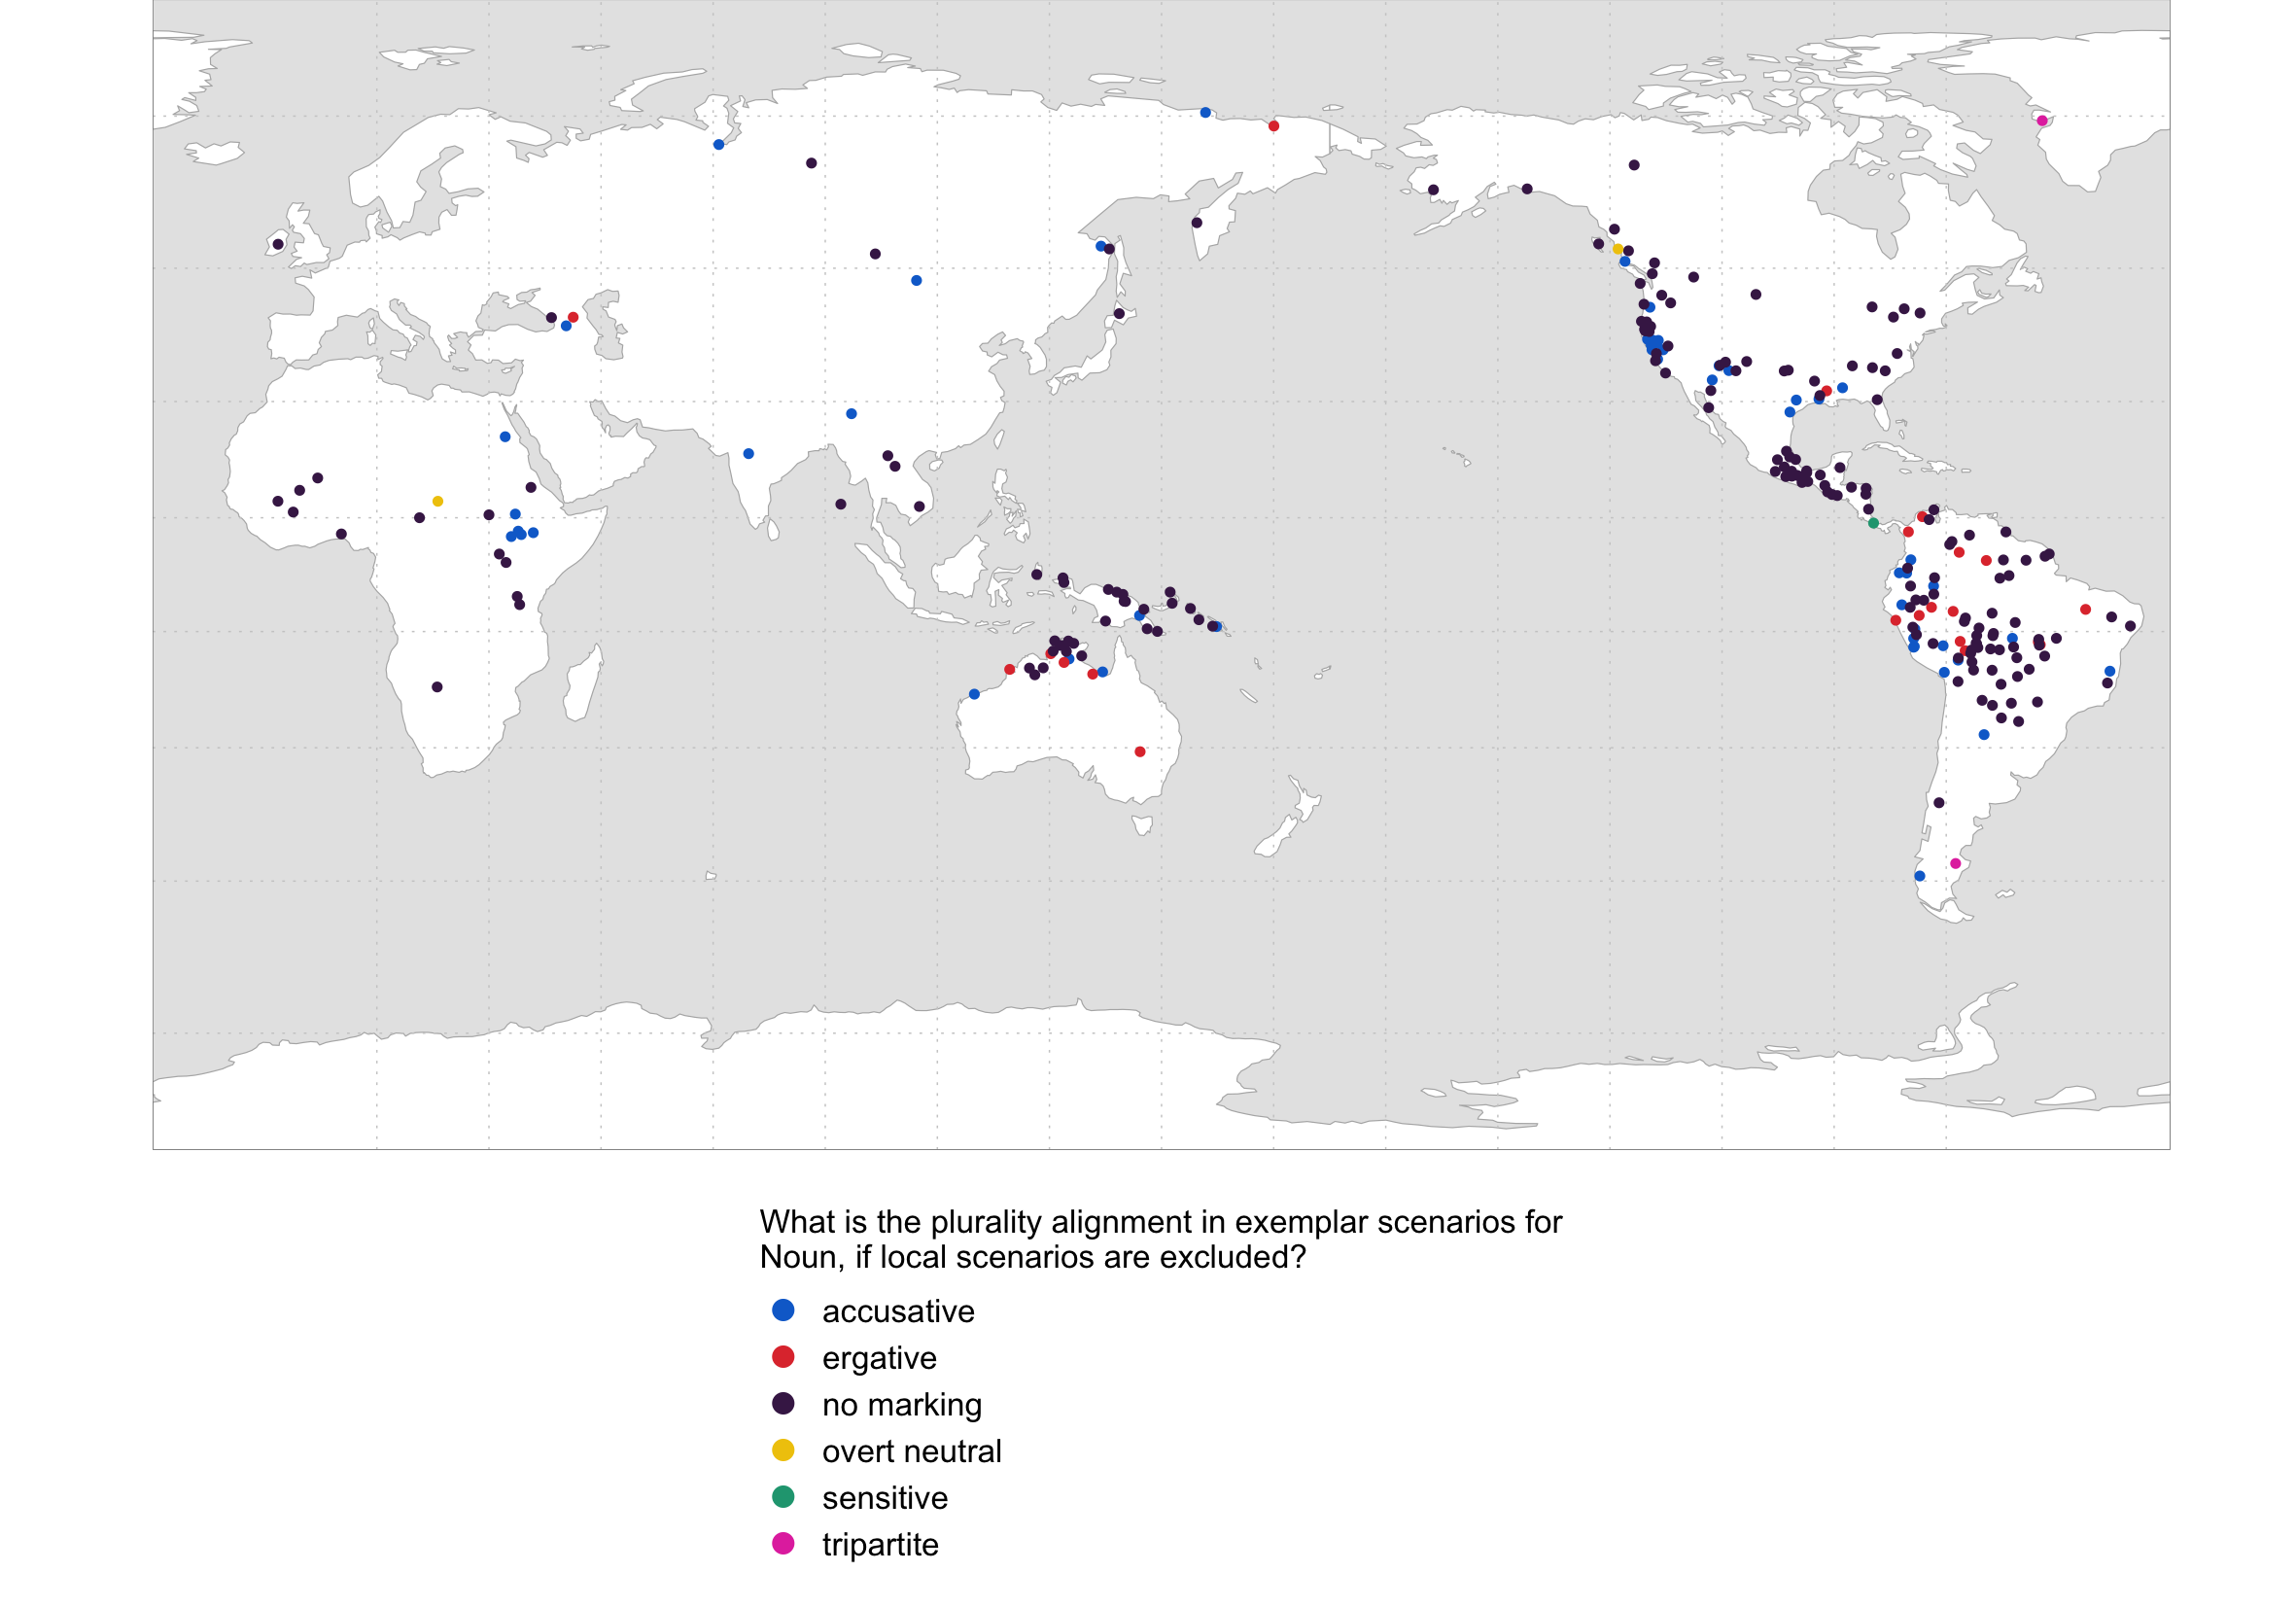 What is the plurality alignment in exemplar scenarios for
Noun, if local scenarios are excluded?
accusative
ergative
no marking
overt neutral
sensitive
tripartite